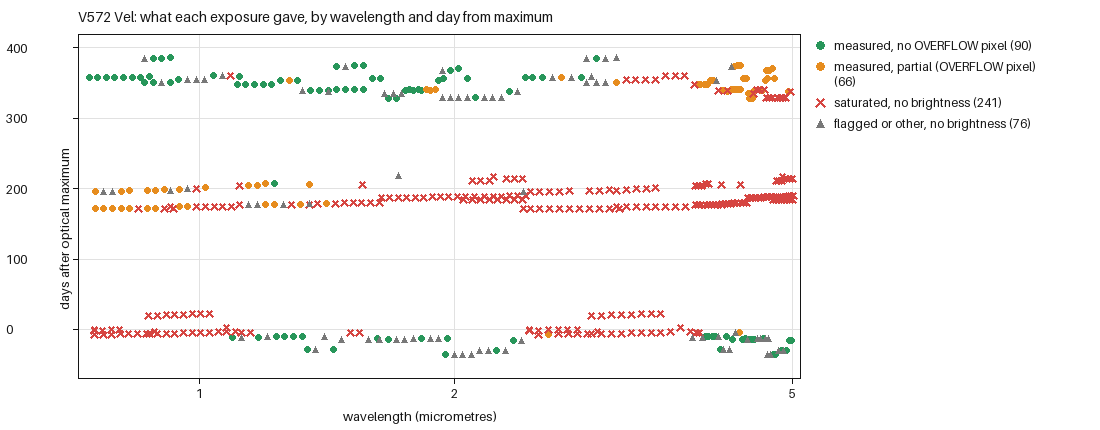 V572 Vel: what each exposure gave, by wavelength and day from maximum
measured, no OVERFLOW pixel (90)
measured, partial (OVERFLOW pixel)
(66)
saturated, no brightness (241)
flagged or other, no brightness (76)
days after optical maximum
400
300
200
100
0
1
2
5
wavelength (micrometres)